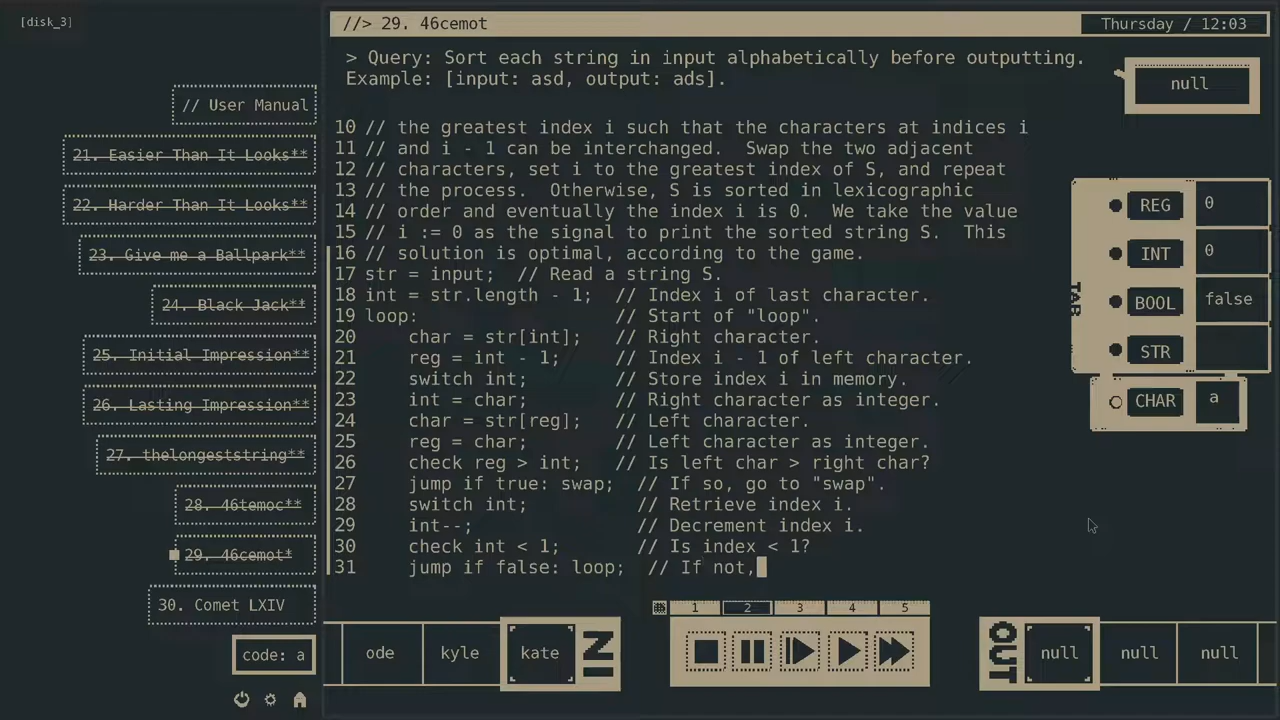 [disk_3]
//> 29. 46cemot
Thursday / 12:03
> Query: Sort each string in input alphabetically before outputting.
Example: [input: asd, output: ads].
null
// User Manual
21. Easier Than It Looks**
22. Harder Than It Looks**
23. Give me a Ballpark**
24. Black Jack**
25. Initial Impression**
26. Lasting Impression**
27. thelongeststring**
28. 46temoc**
29. 46cemot*
30. Comet LXIV
code: a
10 // the greatest index i such that the characters at indices i
11 // and i - 1 can be interchanged.  Swap the two adjacent
12 // characters, set i to the greatest index of S, and repeat
13 // the process.  Otherwise, S is sorted in lexicographic
14 // order and eventually the index i is 0.  We take the value
15 // i := 0 as the signal to print the sorted string S.  This
16 // solution is optimal, according to the game.
17 str = input;  // Read a string S.
18 int = str.length - 1;  // Index i of last character.
19 loop:                  // Start of "loop".
20     char = str[int];   // Right character.
21     reg = int - 1;     // Index i - 1 of left character.
22     switch int;        // Store index i in memory.
23     int = char;        // Right character as integer.
24     char = str[reg];   // Left character.
25     reg = char;        // Left character as integer.
26     check reg > int;   // Is left char > right char?
27     jump if true: swap;  // If so, go to "swap".
28     switch int;          // Retrieve index i.
29     int--;               // Decrement index i.
30     check int < 1;       // Is index < 1?
31     jump if false: loop;  // If not,
TAB
REG 0
INT 0
BOOL false
STR
CHAR a
1 2 3 4 5
ode kyle kate IN
OUT null null null